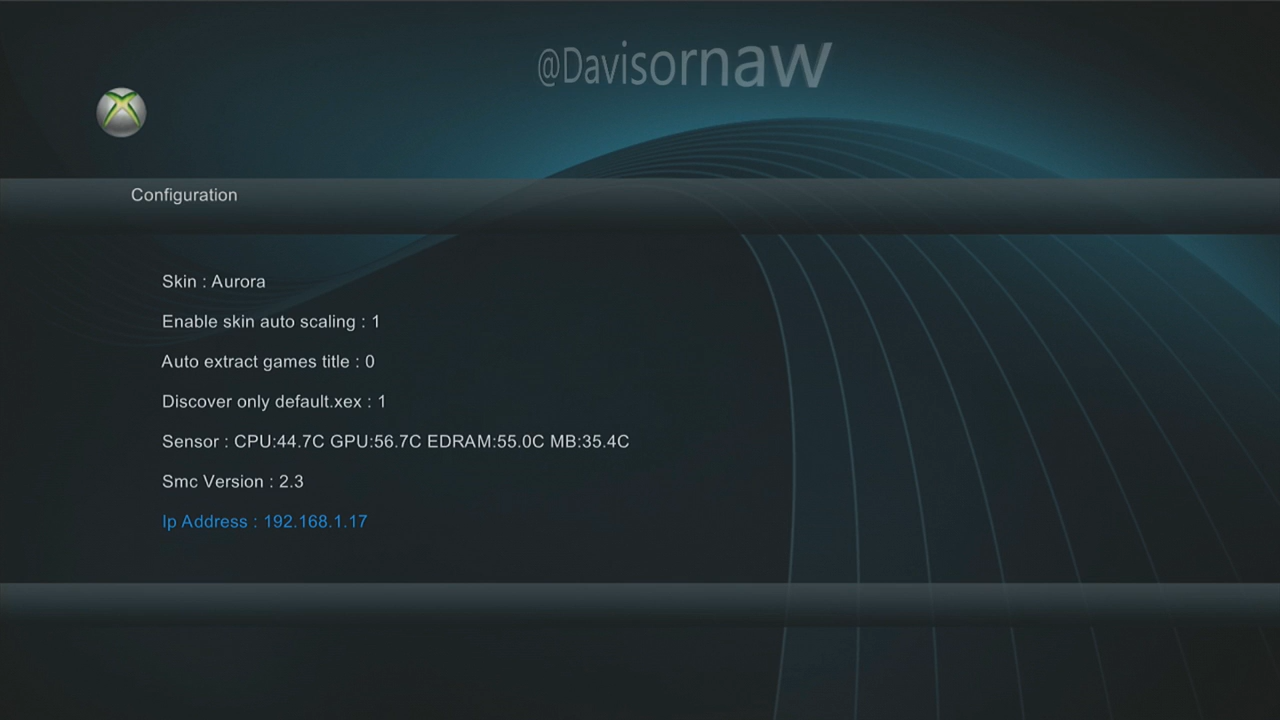 @Davisornaw
Configuration
Skin : Aurora
Enable skin auto scaling : 1
Auto extract games title : 0
Discover only default.xex : 1
Sensor : CPU:44.7C GPU:56.7C EDRAM:55.0C MB:35.4C
Smc Version : 2.3
Ip Address : 192.168.1.17